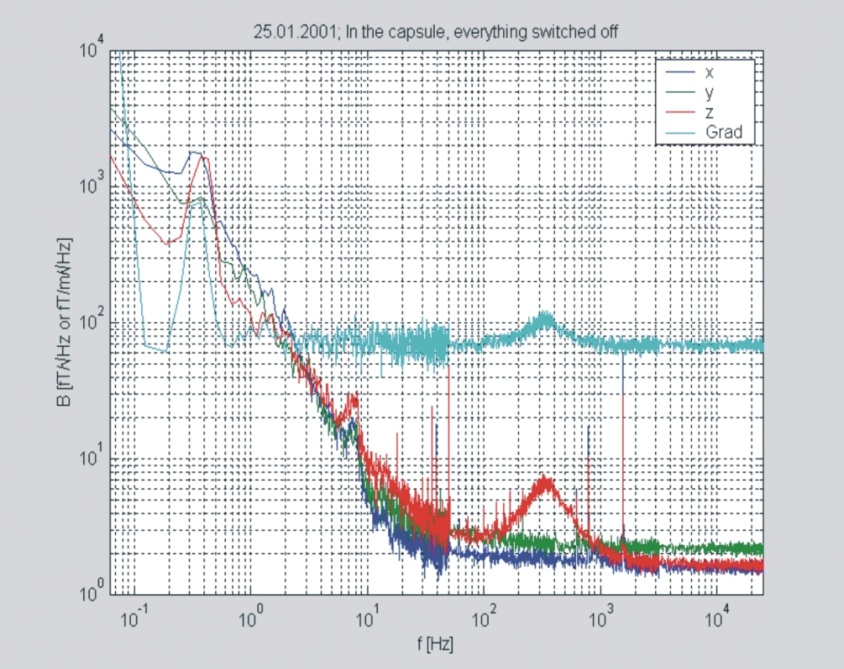 25.01.2001; In the capsule, everything switched off
10^4
10^3
10^2
10^1
10^0
B [fT/√Hz or fT/m/√Hz]
x
y
z
Grad
10^-1
10^0
10^1
10^2
10^3
10^4
f [Hz]